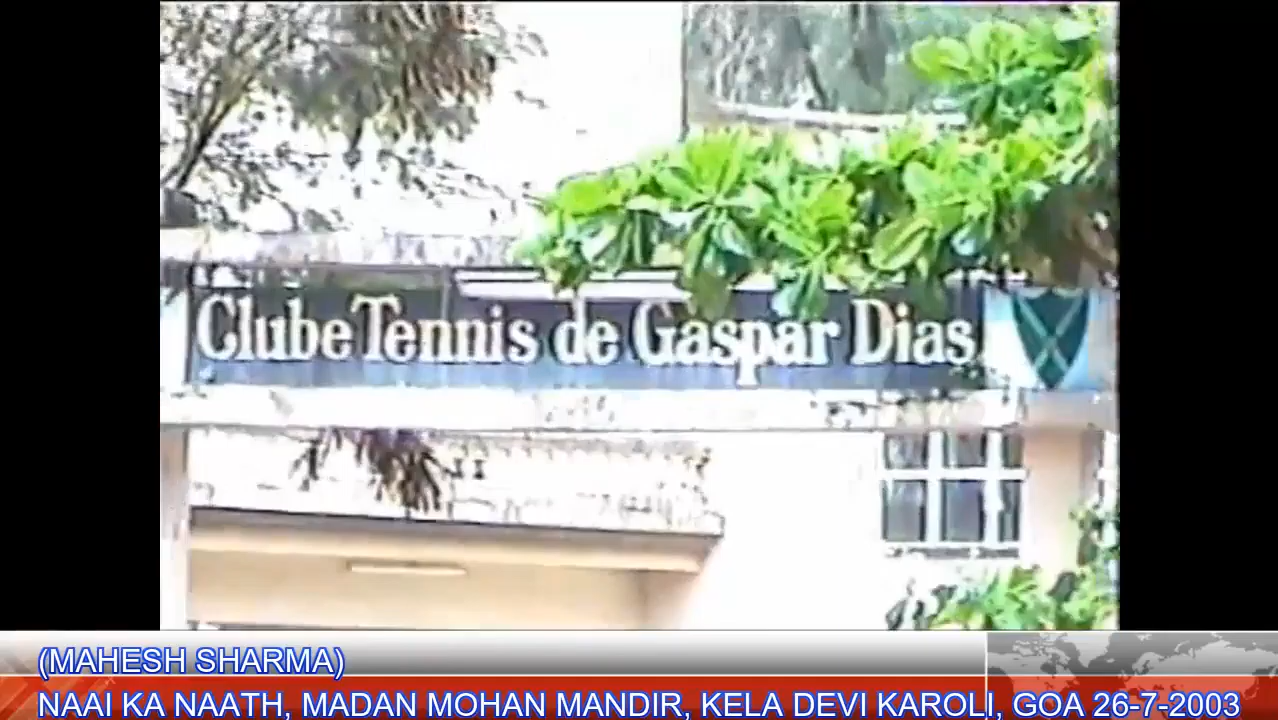 Clube Tennis de Gaspar Dias
(MAHESH SHARMA)
NAAI KA NAATH, MADAN MOHAN MANDIR, KELA DEVI KAROLI, GOA 26-7-2003